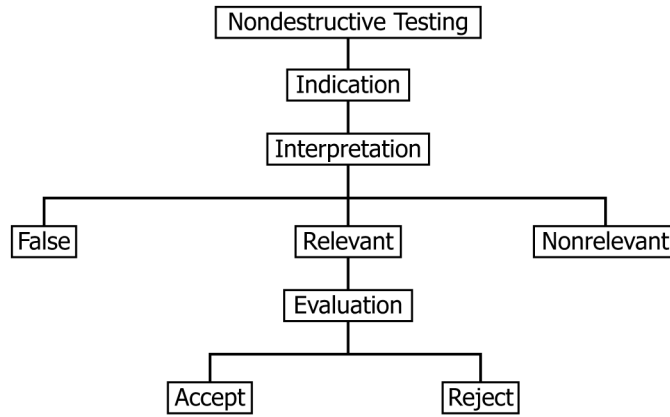 Nondestructive Testing
Indication
Interpretation
False
Relevant
Nonrelevant
Evaluation
Accept
Reject